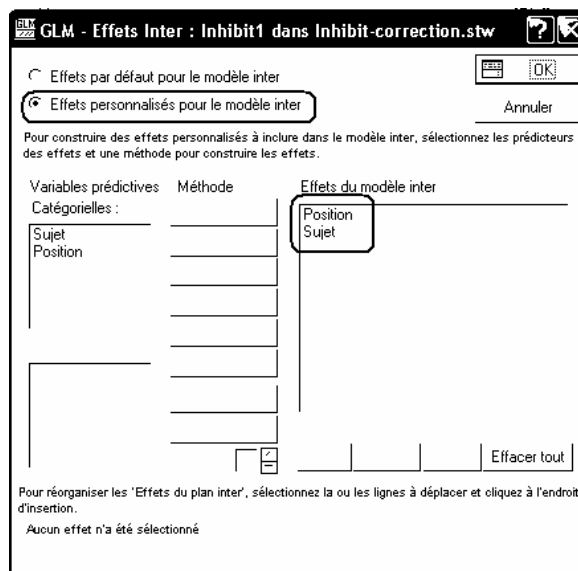 GLM - Effets Inter : Inhibit1 dans Inhibit-correction.stw
Effets par défaut pour le modèle inter
OK
Effets personnalisés pour le modèle inter
Annuler
Pour construire des effets personnalisés à inclure dans le modèle inter, sélectionnez les prédicteurs
des effets et une méthode pour construire les effets.
Variables prédictives Méthode Effets du modèle inter
Catégorielles :
Sujet
Position
Position
Sujet
Effacer tout
Pour réorganiser les 'Effets du plan inter', sélectionnez la ou les lignes à déplacer et cliquez à l'endroit
d'insertion.
Aucun effet n'a été sélectionné